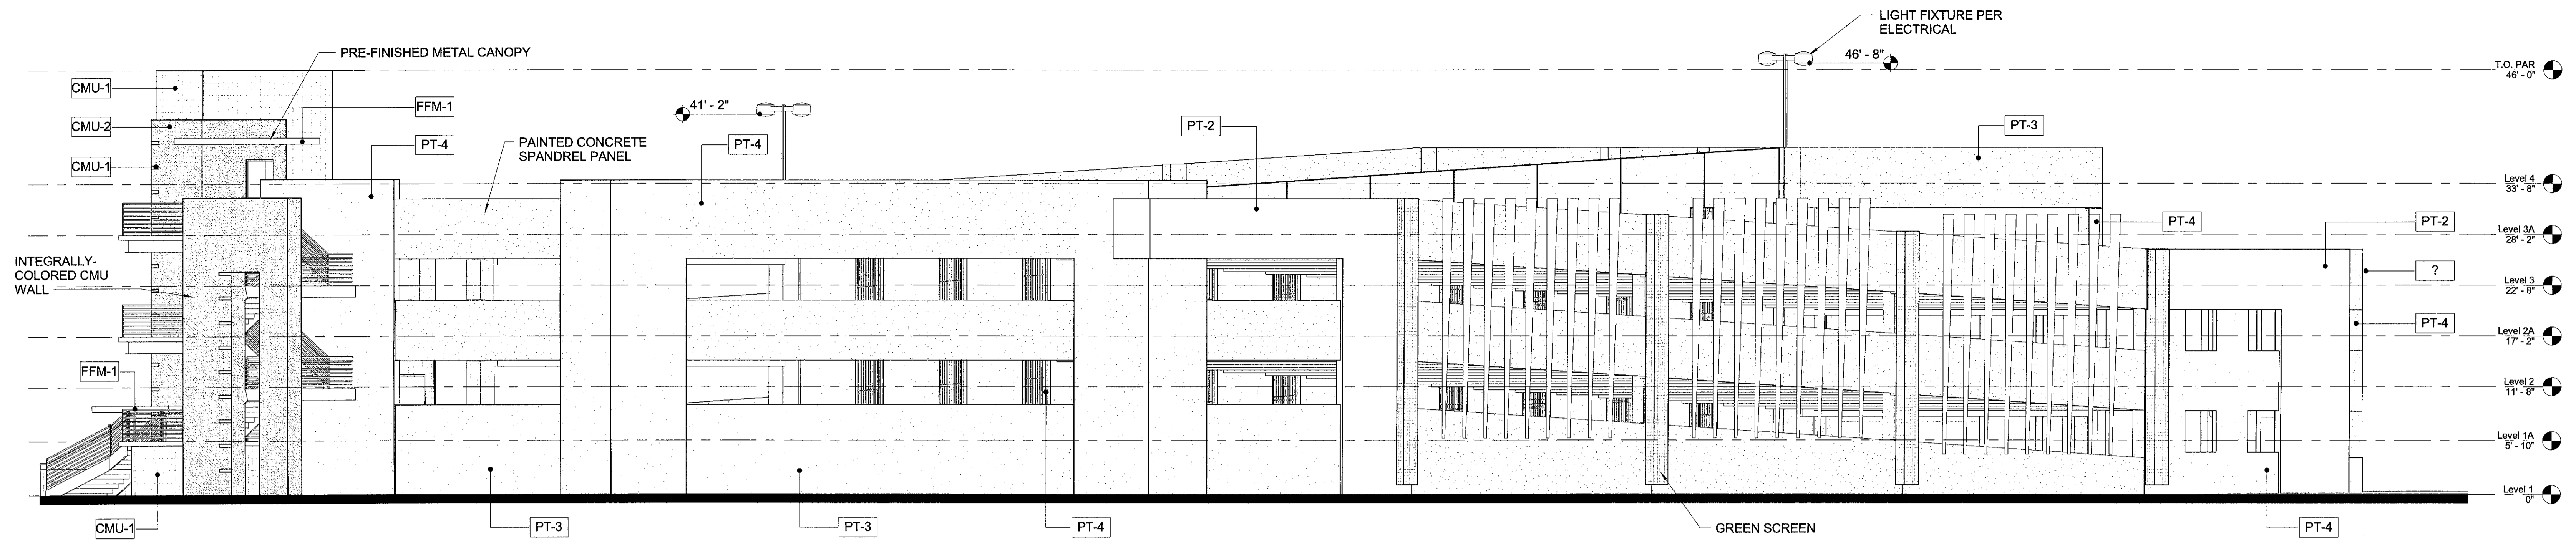 LIGHT FIXTURE PER
ELECTRICAL
PRE-FINISHED METAL CANOPY
46' - 8"
T.O. PAR
46' - 0"
CMU-1
FFM-1
41' - 2"
CMU-2
PT-4
PAINTED CONCRETE
SPANDREL PANEL
PT-4
PT-2
PT-3
CMU-1
Level 4
33' - 8"
PT-4
PT-2
Level 3A
28' - 2"
INTEGRALLY-
COLORED CMU
WALL
?
Level 3
22' - 8"
PT-4
Level 2A
17' - 2"
FFM-1
Level 2
11' - 8"
Level 1A
5' - 10"
Level 1
0"
CMU-1
PT-3
PT-3
PT-4
GREEN SCREEN
PT-4